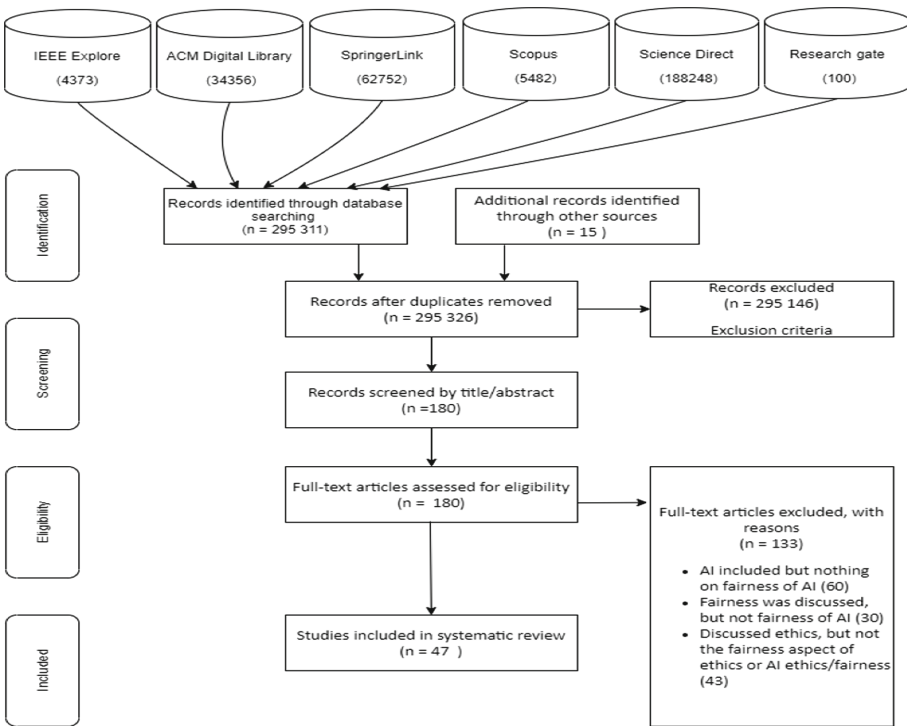 IEEE Explore
(4373)
ACM Digital Library
(34356)
SpringerLink
(62752)
Scopus
(5482)
Science Direct
(188248)
Research gate
(100)
Identification
Records identified through database
searching
(n = 295 311)
Additional records identified
through other sources
(n = 15 )
Records after duplicates removed
(n = 295 326)
Records excluded
(n = 295 146)
Exclusion criteria
Screening
Records screened by title/abstract
(n =180)
Eligibility
Full-text articles assessed for eligibility
(n = 180)
Full-text articles excluded, with
reasons
(n = 133)
• AI included but nothing
on fairness of AI (60)
• Fairness was discussed,
but not fairness of AI (30)
• Discussed ethics, but not
the fairness aspect of
ethics or AI ethics/fairness
(43)
Included
Studies included in systematic review
(n = 47 )